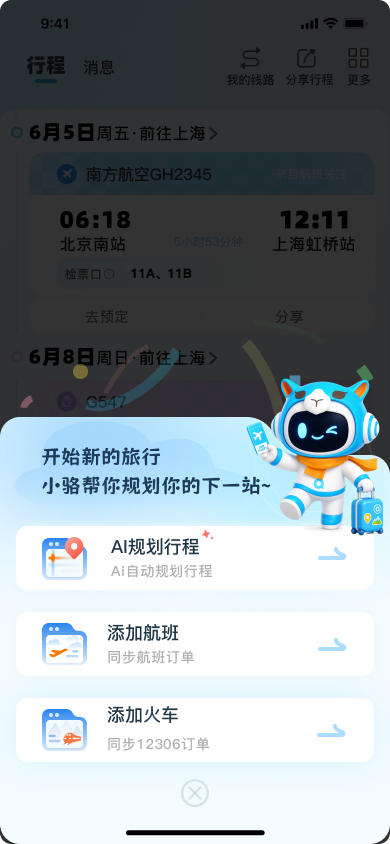 9:41
行程
消息
我的线路
分享行程
更多
6月5日周五·前往上海
南方航空GH2345
来自航班关注
06:18
12:11
北京南站
5小时53分钟
上海虹桥站
检票口
11A、11B
去预定
分享
6月8日周日·前往上海
G547
开始新的旅行
小骆帮你规划你的下一站~
AI规划行程
Ai自动规划行程
添加航班
同步航班订单
添加火车
同步12306订单